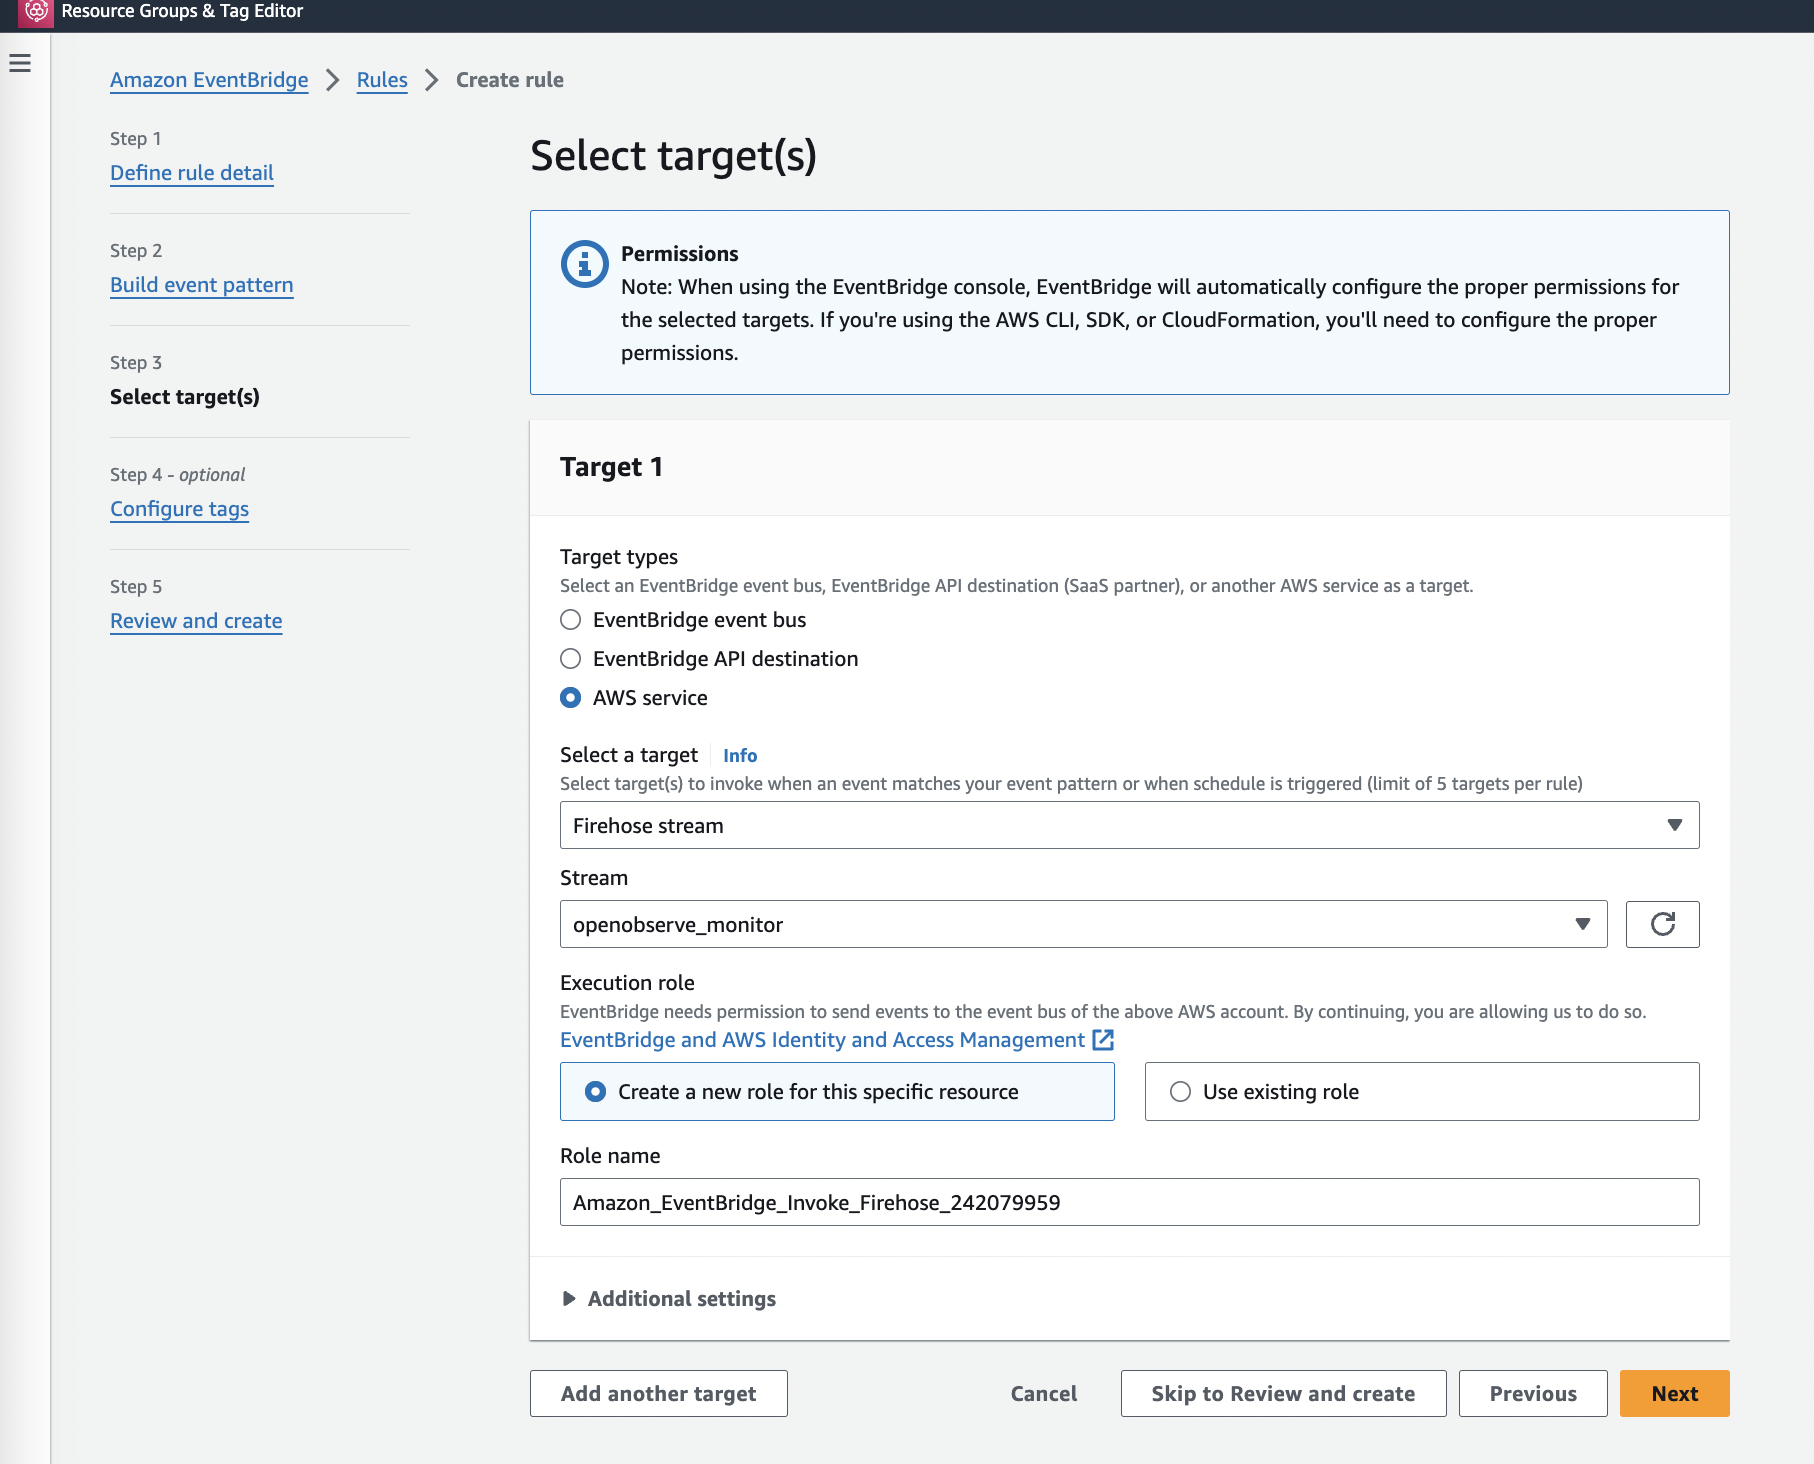 Resource Groups & Tag Editor
Amazon EventBridge > Rules > Create rule
Step 1
Define rule detail
Step 2
Build event pattern
Step 3
Select target(s)
Step 4 - optional
Configure tags
Step 5
Review and create
Select target(s)
Permissions
Note: When using the EventBridge console, EventBridge will automatically configure the proper permissions for
the selected targets. If you're using the AWS CLI, SDK, or CloudFormation, you'll need to configure the proper
permissions.
Target 1
Target types
Select an EventBridge event bus, EventBridge API destination (SaaS partner), or another AWS service as a target.
EventBridge event bus
EventBridge API destination
AWS service
Select a target Info
Select target(s) to invoke when an event matches your event pattern or when schedule is triggered (limit of 5 targets per rule)
Firehose stream
Stream
openobserve_monitor
Execution role
EventBridge needs permission to send events to the event bus of the above AWS account. By continuing, you are allowing us to do so.
EventBridge and AWS Identity and Access Management
Create a new role for this specific resource
Use existing role
Role name
Amazon_EventBridge_Invoke_Firehose_242079959
Additional settings
Add another target
Cancel
Skip to Review and create
Previous
Next